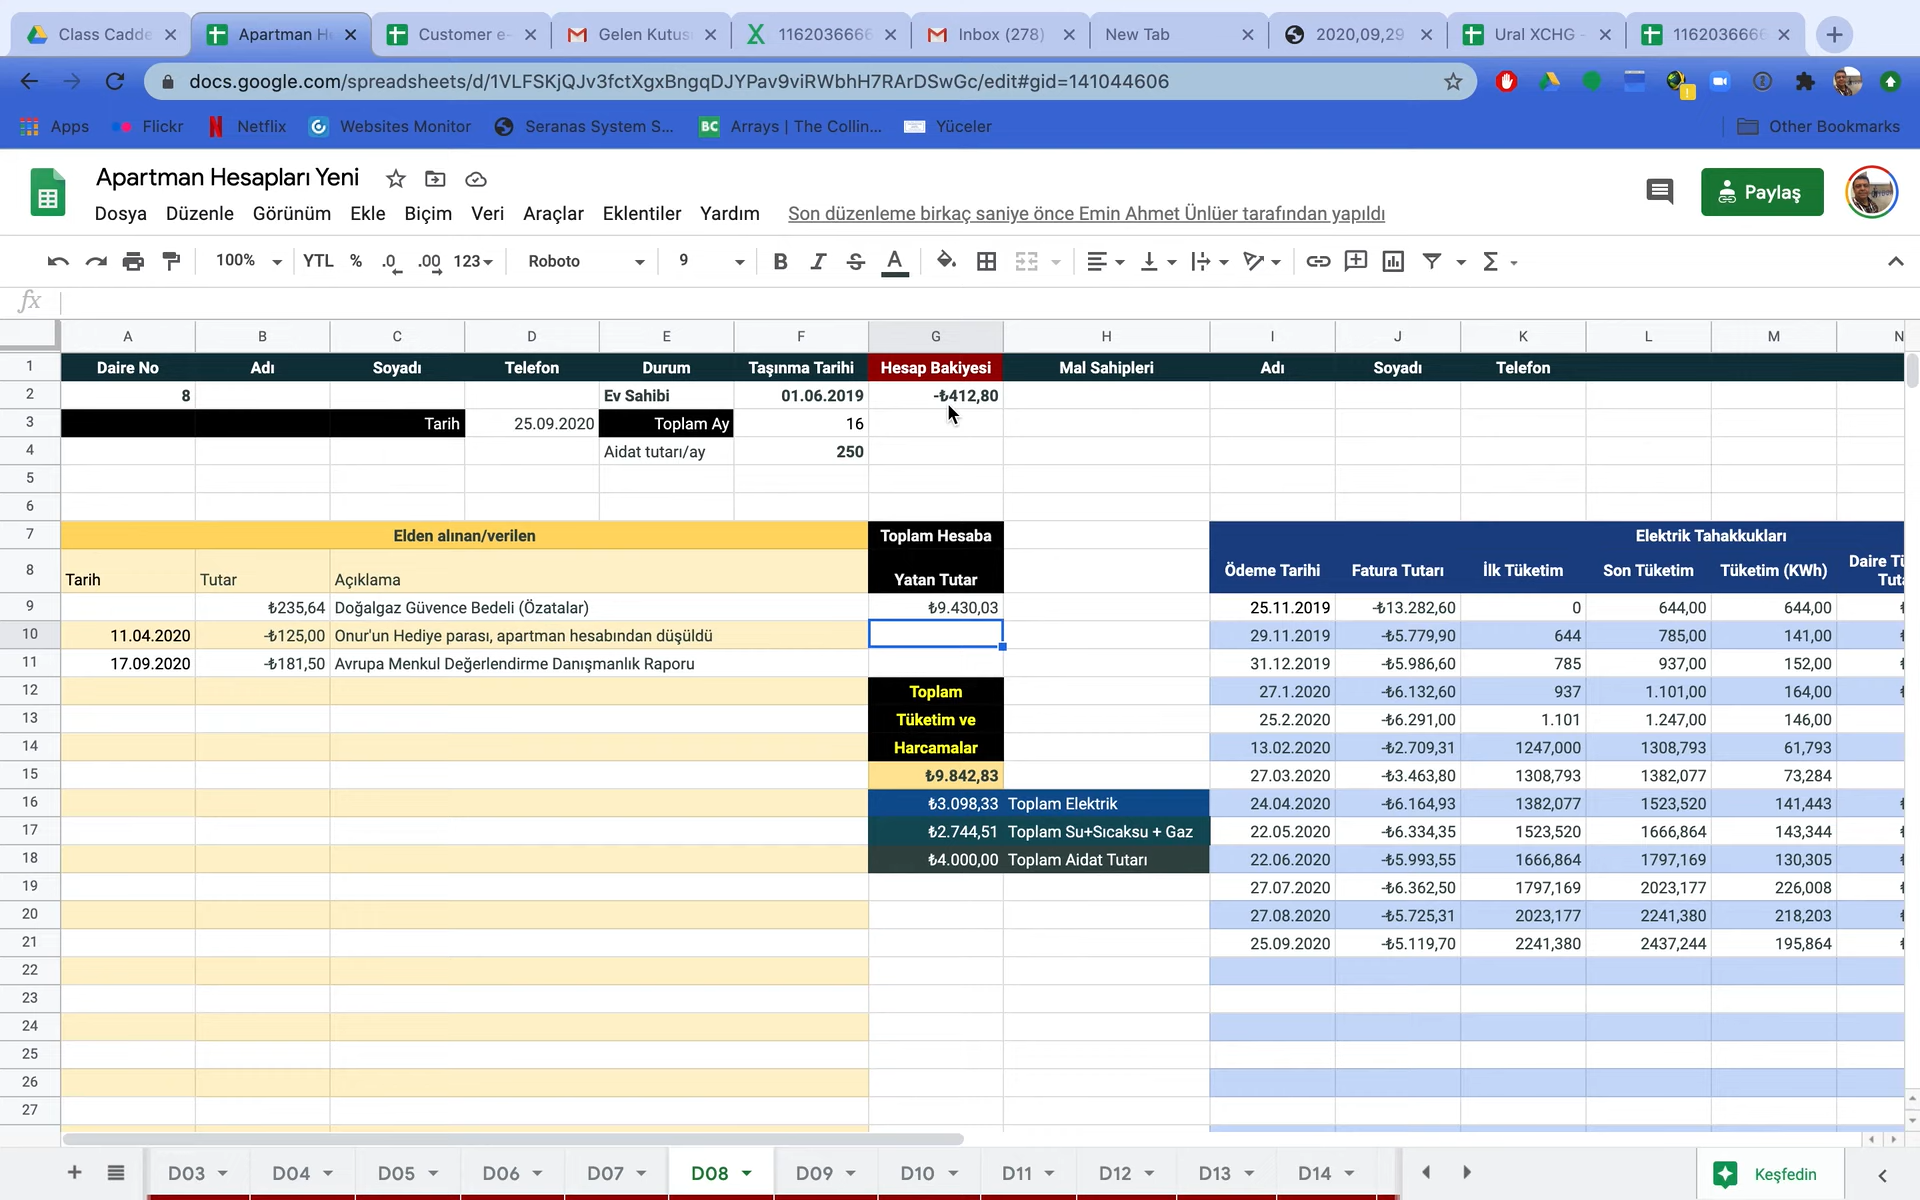 Class Cadde
Apartman H
Customer e-
Gelen Kutus
1162036666
Inbox (278)
New Tab
2020,09,29
Ural XCHG -
1162036666
docs.google.com/spreadsheets/d/1VLFSKjQJv3fctXgxBngqDJYPav9viRWbhH7RArDSwGc/edit#gid=141044606
Apps
Flickr
Netflix
Websites Monitor
Seranas System S...
BC Arrays | The Collin...
Yüceler
Other Bookmarks
Apartman Hesapları Yeni
Paylaş
Dosya Düzenle Görünüm Ekle Biçim Veri Araçlar Eklentiler Yardım Son düzenleme birkaç saniye önce Emin Ahmet Ünlüer tarafından yapıldı
100% YTL % .0 .00 123 Roboto 9 B I S A
fx
A B C D E F G H I J K L M N
1 Daire No Adı Soyadı Telefon Durum Taşınma Tarihi Hesap Bakiyesi Mal Sahipleri Adı Soyadı Telefon
2 8 Ev Sahibi 01.06.2019 -₺412,80
3 Tarih 25.09.2020 Toplam Ay 16
4 Aidat tutarı/ay 250
5
6
7 Elden alınan/verilen Toplam Hesaba Elektrik Tahakkukları
8 Tarih Tutar Açıklama Yatan Tutar Ödeme Tarihi Fatura Tutarı İlk Tüketim Son Tüketim Tüketim (KWh) Daire Tü Tuta
9 ₺235,64 Doğalgaz Güvence Bedeli (Özatalar) ₺9.430,03 25.11.2019 -₺13.282,60 0 644,00 644,00
10 11.04.2020 -₺125,00 Onur'un Hediye parası, apartman hesabından düşüldü 29.11.2019 -₺5.779,90 644 785,00 141,00
11 17.09.2020 -₺181,50 Avrupa Menkul Değerlendirme Danışmanlık Raporu 31.12.2019 -₺5.986,60 785 937,00 152,00
12 Toplam 27.1.2020 -₺6.132,60 937 1.101,00 164,00
13 Tüketim ve 25.2.2020 -₺6.291,00 1.101 1.247,00 146,00
14 Harcamalar 13.02.2020 -₺2.709,31 1247,000 1308,793 61,793
15 ₺9.842,83 27.03.2020 -₺3.463,80 1308,793 1382,077 73,284
16 ₺3.098,33 Toplam Elektrik 24.04.2020 -₺6.164,93 1382,077 1523,520 141,443
17 ₺2.744,51 Toplam Su+Sıcaksu + Gaz 22.05.2020 -₺6.334,35 1523,520 1666,864 143,344
18 ₺4.000,00 Toplam Aidat Tutarı 22.06.2020 -₺5.993,55 1666,864 1797,169 130,305
19 27.07.2020 -₺6.362,50 1797,169 2023,177 226,008
20 27.08.2020 -₺5.725,31 2023,177 2241,380 218,203
21 25.09.2020 -₺5.119,70 2241,380 2437,244 195,864
22
23
24
25
26
27
D03 D04 D05 D06 D07 D08 D09 D10 D11 D12 D13 D14 Keşfedin